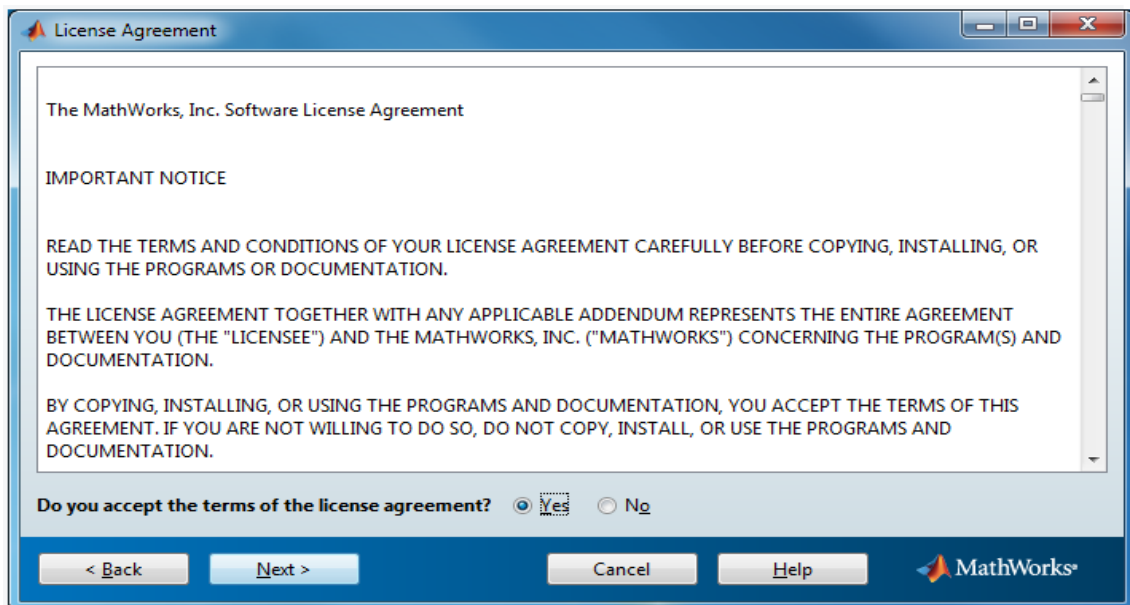 License Agreement
The MathWorks, Inc. Software License Agreement
IMPORTANT NOTICE
READ THE TERMS AND CONDITIONS OF YOUR LICENSE AGREEMENT CAREFULLY BEFORE COPYING, INSTALLING, OR
USING THE PROGRAMS OR DOCUMENTATION.
THE LICENSE AGREEMENT TOGETHER WITH ANY APPLICABLE ADDENDUM REPRESENTS THE ENTIRE AGREEMENT
BETWEEN YOU (THE "LICENSEE") AND THE MATHWORKS, INC. ("MATHWORKS") CONCERNING THE PROGRAM(S) AND
DOCUMENTATION.
BY COPYING, INSTALLING, OR USING THE PROGRAMS AND DOCUMENTATION, YOU ACCEPT THE TERMS OF THIS
AGREEMENT. IF YOU ARE NOT WILLING TO DO SO, DO NOT COPY, INSTALL, OR USE THE PROGRAMS AND
DOCUMENTATION.
Do you accept the terms of the license agreement? Yes No
< Back Next > Cancel Help MathWorks®